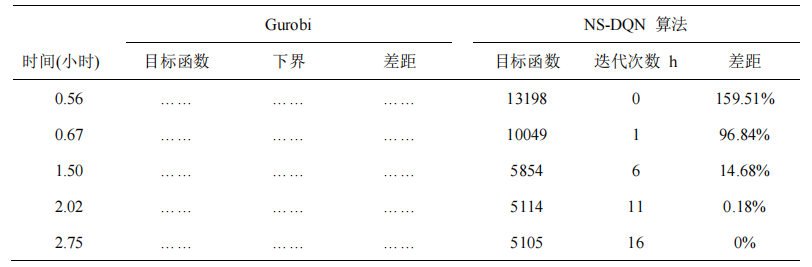 Gurobi NS-DQN 算法
时间(小时) 目标函数 下界 差距 目标函数 迭代次数 h 差距
0.56 …… …… …… 13198 0 159.51%
0.67 …… …… …… 10049 1 96.84%
1.50 …… …… …… 5854 6 14.68%
2.02 …… …… …… 5114 11 0.18%
2.75 …… …… …… 5105 16 0%